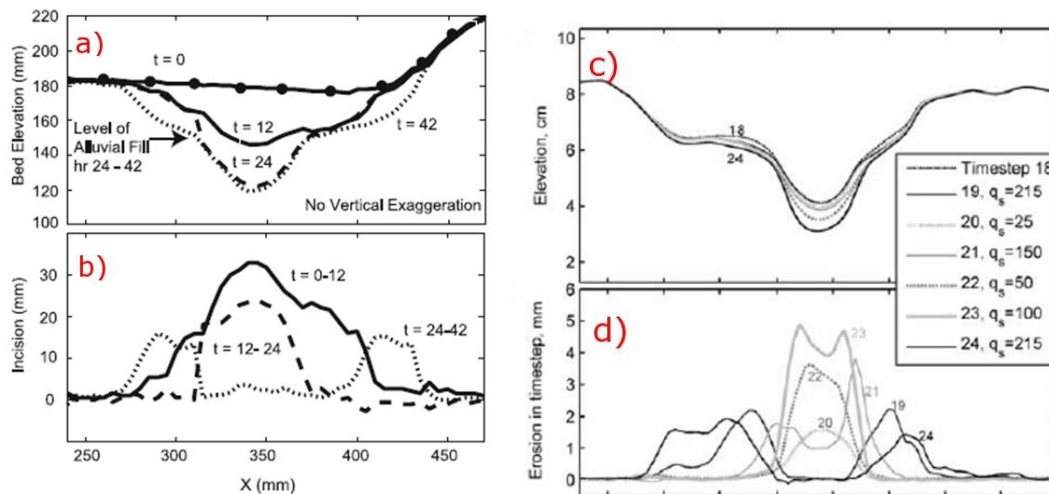 a)
220
200
180
160
140
120
100
Bed Elevation (mm)
t = 0
t = 12
t = 24
t = 42
Level of
Alluvial Fill
hr 24 - 42
No Vertical Exaggeration
b)
30
20
10
0
Incision (mm)
t = 0-12
t = 12-24
t = 24-42
250
300
350
400
450
X (mm)
c)
10
8
6
4
2
Elevation, cm
18
24
Timestep 18
19, qs=215
20, qs=25
21, qs=150
22, qs=50
23, qs=100
24, qs=215
d)
6
5
4
3
2
1
0
Erosion in timestep, mm
23
22
21
20
19
24